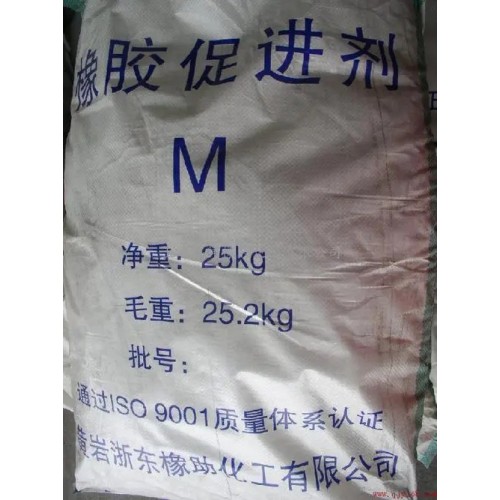 橡胶促进剂
M
净重：25kg
毛重：25.2kg
批号：
通过ISO 9001质量体系认证
黄岩浙东橡助化工有限公司